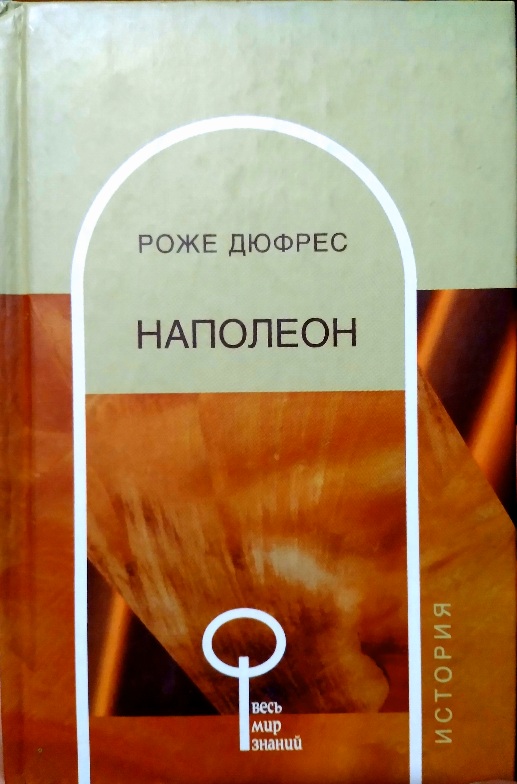 РОЖЕ ДЮФРЕС
НАПОЛЕОН
ИСТОРИЯ
весь
мир
знаний